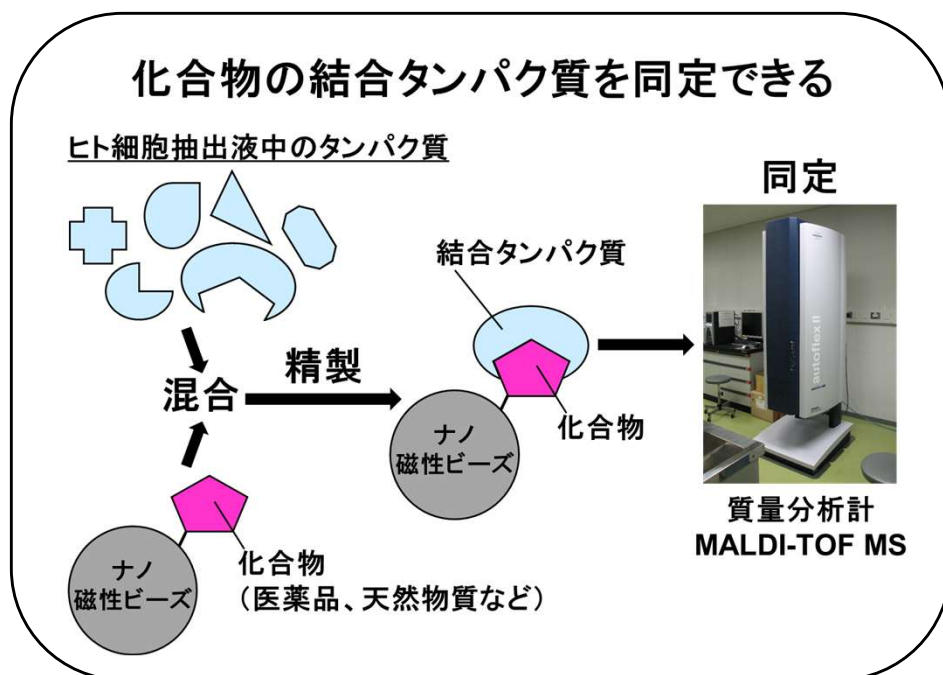 化合物の結合タンパク質を同定できる
ヒト細胞抽出液中のタンパク質
混合
精製
ナノ
磁性ビーズ
化合物
（医薬品、天然物質など）
結合タンパク質
化合物
ナノ
磁性ビーズ
同定
autoflex II
質量分析計
MALDI-TOF MS